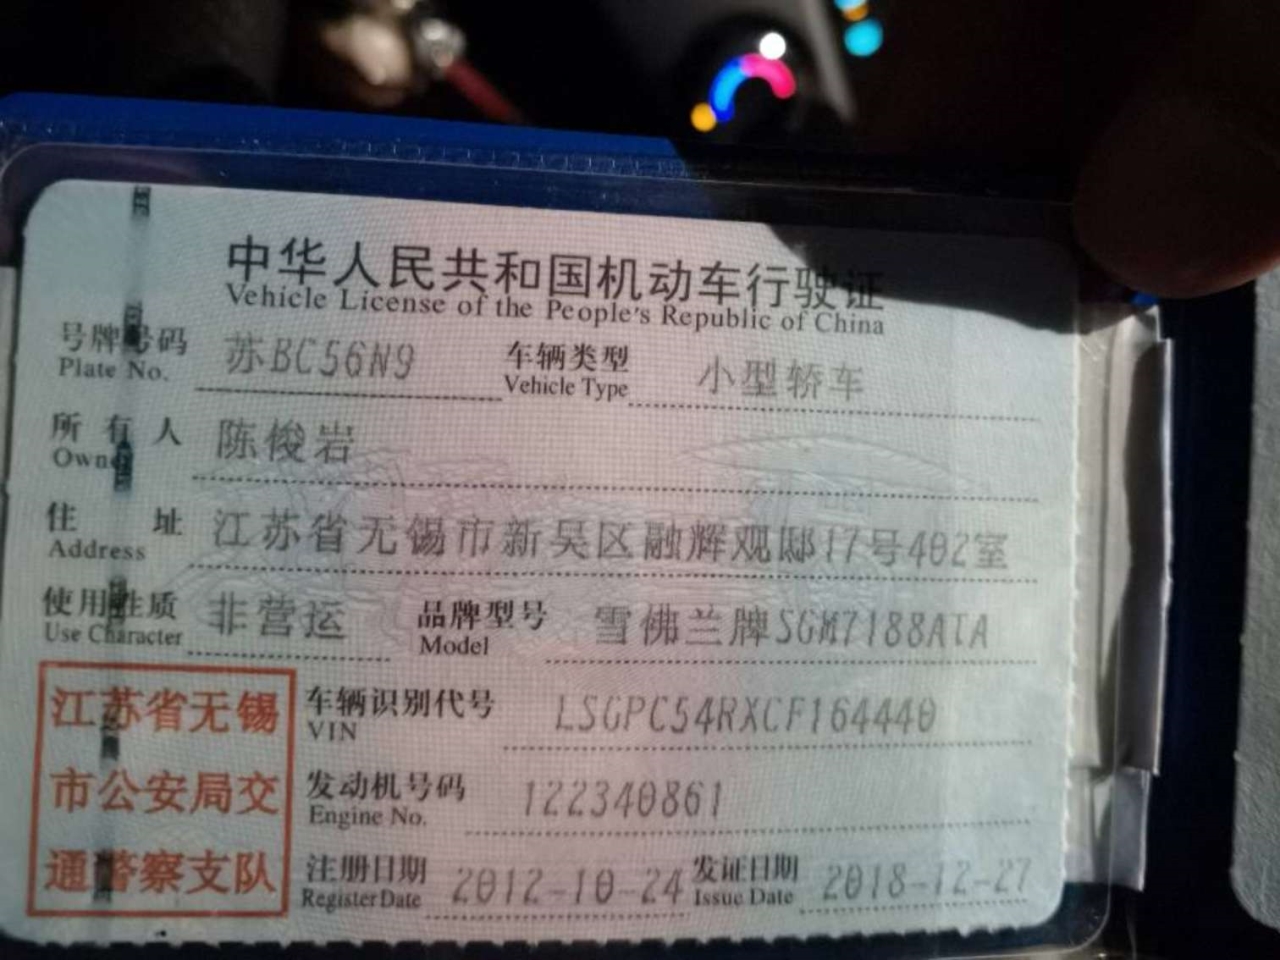 中华人民共和国机动车行驶证
Vehicle License of the People's Republic of China
号牌号码 苏BC56N9 车辆类型 小型轿车
Plate No. Vehicle Type
所有人 陈俊岩
Owner
住址 江苏省无锡市新吴区融辉观邸17号402室
Address
使用性质 非营运 品牌型号 雪佛兰牌SGM7188ATA
Use Character Model
江苏省无锡 车辆识别代号 LSGPC54RXCF164440
VIN
市公安局交 发动机号码 122340861
Engine No.
通警察支队 注册日期 2012-10-24 发证日期 2018-12-27
Register Date Issue Date